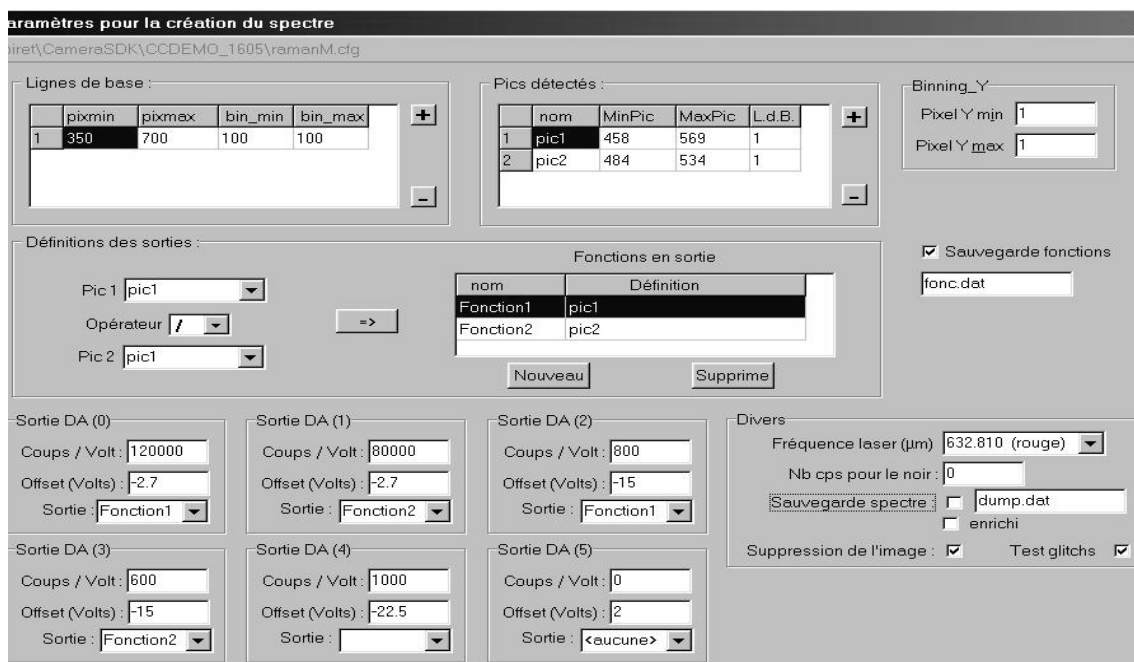 aramètres pour la création du spectre
iret\CameraSDK\CCDEMO_1605\ramanM.cfg
Lignes de base :
pixmin pixmax bin_min bin_max
1 350 700 100 100
+
-
Pics détectés :
nom MinPic MaxPic L.d.B.
1 pic1 458 569 1
2 pic2 484 534 1
+
-
Binning_Y
Pixel Y min 1
Pixel Y max 1
Définitions des sorties :
Pic 1 pic1
Opérateur /
Pic 2 pic1
=>
Fonctions en sortie
nom Définition
Fonction1 pic1
Fonction2 pic2
Nouveau Supprime
Sauvegarde fonctions
fonc.dat
Sortie DA (0)
Coups / Volt : 120000
Offset (Volts) : -2.7
Sortie : Fonction1
Sortie DA (1)
Coups / Volt : 80000
Offset (Volts) : -2.7
Sortie : Fonction2
Sortie DA (2)
Coups / Volt : 800
Offset (Volts) : -15
Sortie : Fonction1
Divers
Fréquence laser (µm) 632.810 (rouge)
Nb cps pour le noir : 0
Sauvegarde spectre : dump.dat
enrichi
Suppression de l'image : Test glitchs
Sortie DA (3)
Coups / Volt : 600
Offset (Volts) : -15
Sortie : Fonction2
Sortie DA (4)
Coups / Volt : 1000
Offset (Volts) : -22.5
Sortie :
Sortie DA (5)
Coups / Volt : 0
Offset (Volts) : 2
Sortie : <aucune>